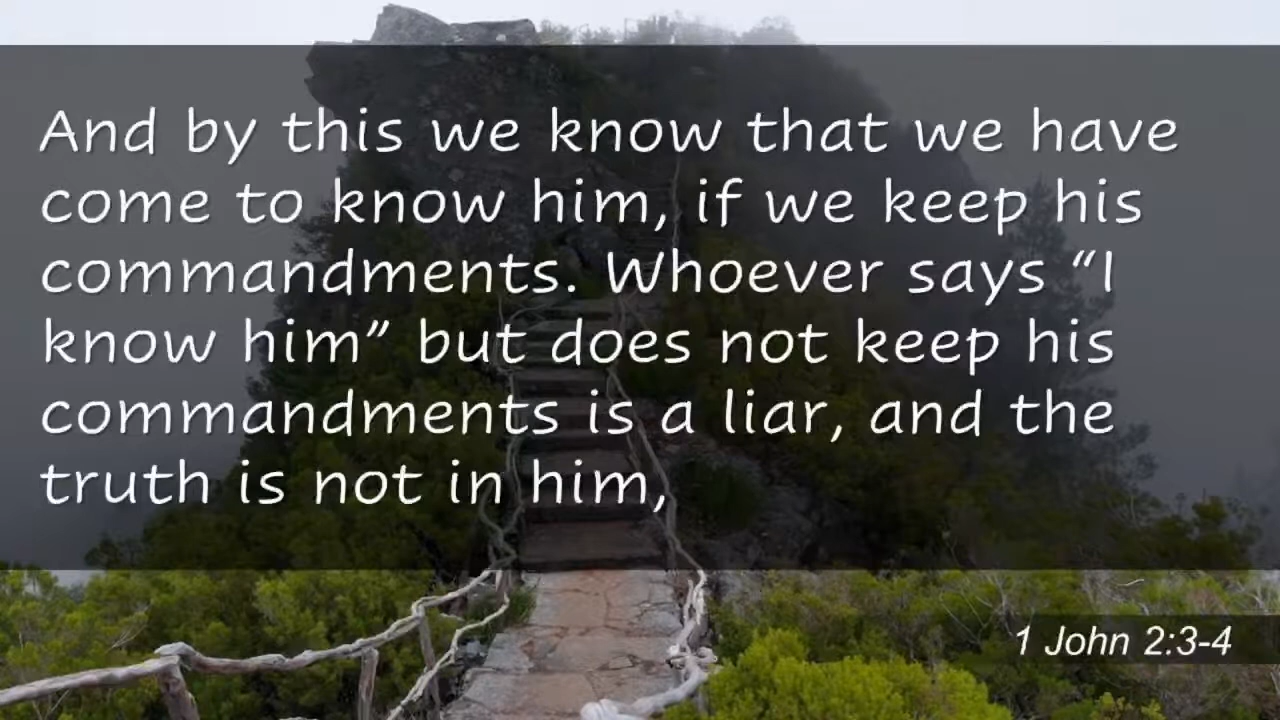 And by this we know that we have
come to know him, if we keep his
commandments. Whoever says “I
know him” but does not keep his
commandments is a liar, and the
truth is not in him,
1 John 2:3-4